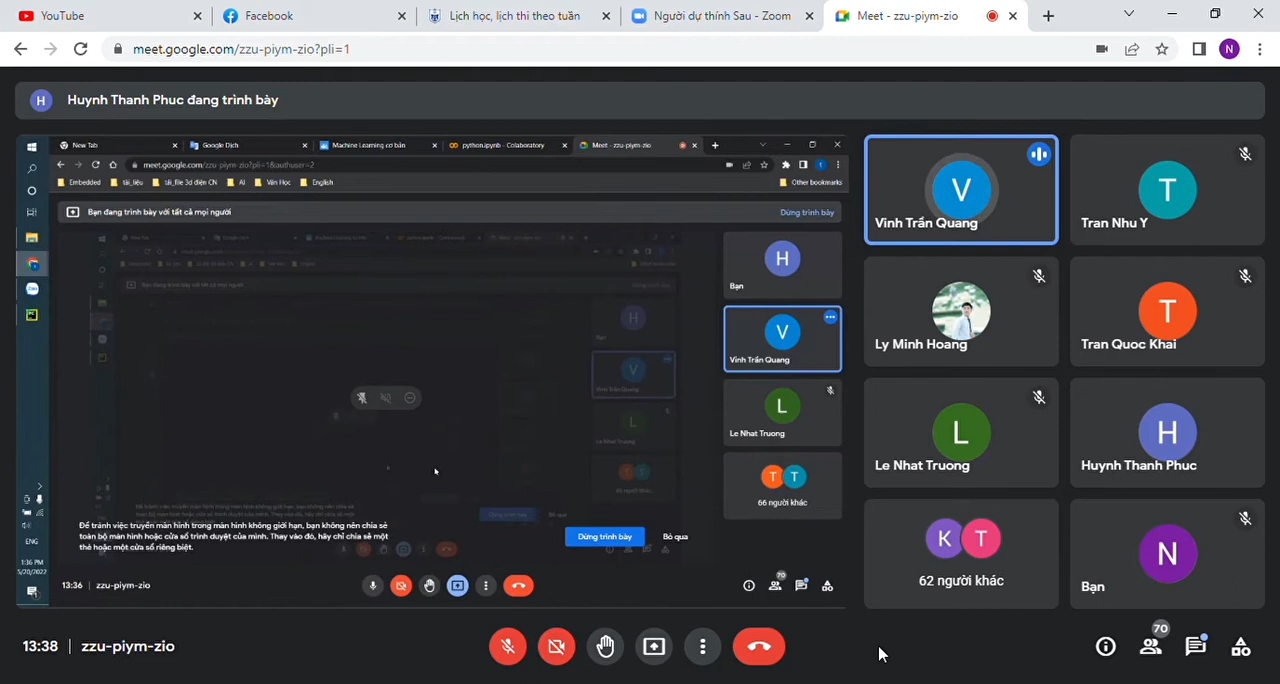 YouTube
Facebook
Lịch học, lịch thi theo tuần
Người dự thính Sau - Zoom
Meet - zzu-piym-zio
N
meet.google.com/zzu-piym-zio?pli=1
H
Huynh Thanh Phuc đang trình bày
New Tab
Google Dịch
Machine Learning cơ bản
python.ipynb - Colaboratory
Meet - zzu-piym-zio
meet.google.com/zzu-piym-zio?pli=1&authuser=2
Embedded
tài_liệu
tài_file 3d điện CN
AI
Văn Học
English
Other bookmarks
Bạn đang trình bày với tất cả mọi người
Dừng trình bày
H
Bạn
V
Vinh Trần Quang
L
Le Nhat Truong
T
T
66 người khác
Zalo
ENG
1:36 PM
5/20/2022
Để tránh việc truyền màn hình trong màn hình không giới hạn, bạn không nên chia sẻ
toàn bộ màn hình hoặc cửa sổ trình duyệt của mình. Thay vào đó, hãy chỉ chia sẻ một
thẻ hoặc một cửa sổ riêng biệt.
Dừng trình bày
Bỏ qua
13:36 | zzu-piym-zio
70
V
Vinh Trần Quang
T
Tran Nhu Y
Ly Minh Hoang
T
Tran Quoc Khai
L
Le Nhat Truong
H
Huynh Thanh Phuc
K
T
62 người khác
N
Bạn
13:38 | zzu-piym-zio
70